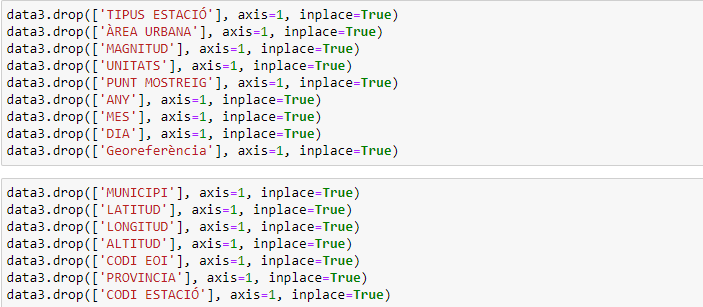 data3.drop(['TIPUS ESTACIÓ'], axis=1, inplace=True)
data3.drop(['ÀREA URBANA'], axis=1, inplace=True)
data3.drop(['MAGNITUD'], axis=1, inplace=True)
data3.drop(['UNITATS'], axis=1, inplace=True)
data3.drop(['PUNT MOSTREIG'], axis=1, inplace=True)
data3.drop(['ANY'], axis=1, inplace=True)
data3.drop(['MES'], axis=1, inplace=True)
data3.drop(['DIA'], axis=1, inplace=True)
data3.drop(['Georeferència'], axis=1, inplace=True)
data3.drop(['MUNICIPI'], axis=1, inplace=True)
data3.drop(['LATITUD'], axis=1, inplace=True)
data3.drop(['LONGITUD'], axis=1, inplace=True)
data3.drop(['ALTITUD'], axis=1, inplace=True)
data3.drop(['CODI EOI'], axis=1, inplace=True)
data3.drop(['PROVINCIA'], axis=1, inplace=True)
data3.drop(['CODI ESTACIÓ'], axis=1, inplace=True)